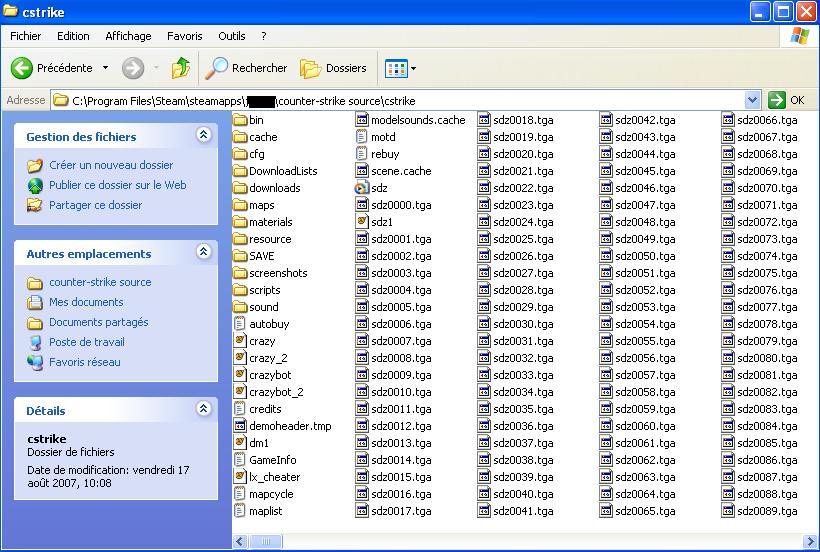 cstrike
Fichier Edition Affichage Favoris Outils ?
Précédente Rechercher Dossiers
Adresse C:\Program Files\Steam\steamapps\ \counter-strike source\cstrike OK
Gestion des fichiers
Créer un nouveau dossier
Publier ce dossier sur le Web
Partager ce dossier
Autres emplacements
counter-strike source
Mes documents
Documents partagés
Poste de travail
Favoris réseau
Détails
cstrike
Dossier de fichiers
Date de modification: vendredi 17
août 2007, 10:08
bin
cache
cfg
DownloadLists
downloads
maps
materials
resource
SAVE
screenshots
scripts
sound
autobuy
crazy
crazy_2
crazybot
crazybot_2
credits
demoheader.tmp
dm1
GameInfo
lx_cheater
mapcycle
maplist
modelsounds.cache
motd
rebuy
scene.cache
sdz
sdz0000.tga
sdz1
sdz0001.tga
sdz0002.tga
sdz0003.tga
sdz0004.tga
sdz0005.tga
sdz0006.tga
sdz0007.tga
sdz0008.tga
sdz0009.tga
sdz0010.tga
sdz0011.tga
sdz0012.tga
sdz0013.tga
sdz0014.tga
sdz0015.tga
sdz0016.tga
sdz0017.tga
sdz0018.tga
sdz0019.tga
sdz0020.tga
sdz0021.tga
sdz0022.tga
sdz0023.tga
sdz0024.tga
sdz0025.tga
sdz0026.tga
sdz0027.tga
sdz0028.tga
sdz0029.tga
sdz0030.tga
sdz0031.tga
sdz0032.tga
sdz0033.tga
sdz0034.tga
sdz0035.tga
sdz0036.tga
sdz0037.tga
sdz0038.tga
sdz0039.tga
sdz0040.tga
sdz0041.tga
sdz0042.tga
sdz0043.tga
sdz0044.tga
sdz0045.tga
sdz0046.tga
sdz0047.tga
sdz0048.tga
sdz0049.tga
sdz0050.tga
sdz0051.tga
sdz0052.tga
sdz0053.tga
sdz0054.tga
sdz0055.tga
sdz0056.tga
sdz0057.tga
sdz0058.tga
sdz0059.tga
sdz0060.tga
sdz0061.tga
sdz0062.tga
sdz0063.tga
sdz0064.tga
sdz0065.tga
sdz0066.tga
sdz0067.tga
sdz0068.tga
sdz0069.tga
sdz0070.tga
sdz0071.tga
sdz0072.tga
sdz0073.tga
sdz0074.tga
sdz0075.tga
sdz0076.tga
sdz0077.tga
sdz0078.tga
sdz0079.tga
sdz0080.tga
sdz0081.tga
sdz0082.tga
sdz0083.tga
sdz0084.tga
sdz0085.tga
sdz0086.tga
sdz0087.tga
sdz0088.tga
sdz0089.tga